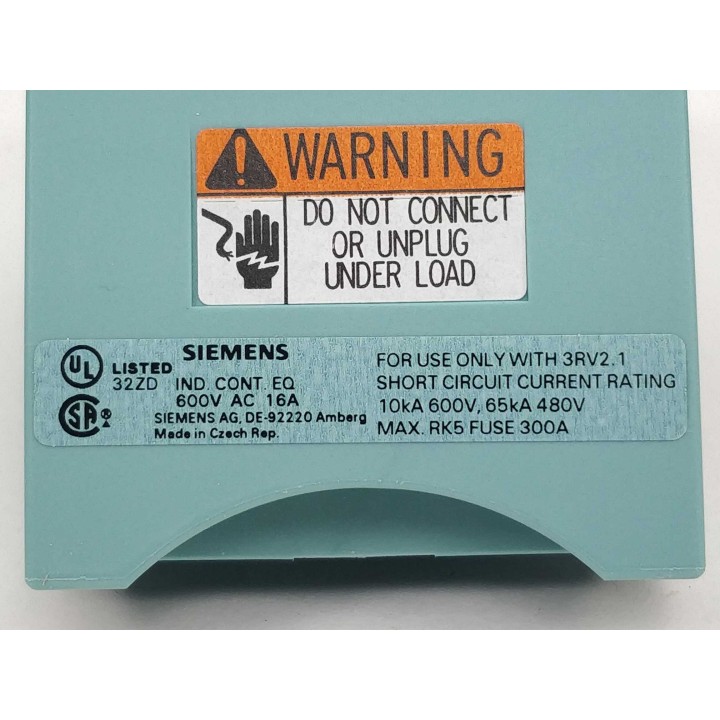 WARNING
DO NOT CONNECT
OR UNPLUG
UNDER LOAD
UL LISTED SIEMENS
32ZD IND. CONT. EQ
600V AC 16A
SA SIEMENS AG, DE-92220 Amberg
Made in Czech Rep.
FOR USE ONLY WITH 3RV2.1
SHORT CIRCUIT CURRENT RATING
10kA 600V, 65kA 480V
MAX. RK5 FUSE 300A